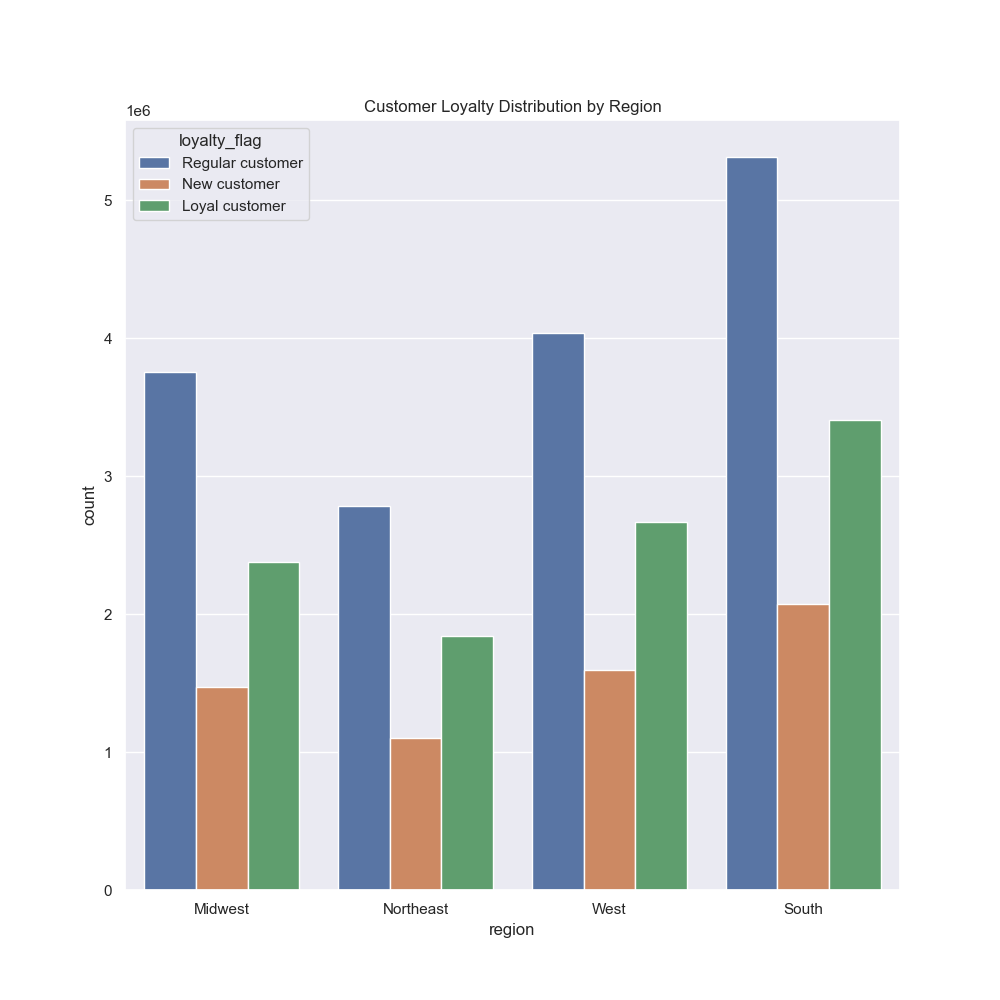 Customer Loyalty Distribution by Region
1e6
loyalty_flag
Regular customer
New customer
Loyal customer
5
4
3
2
1
0
count
Midwest Northeast West South
region